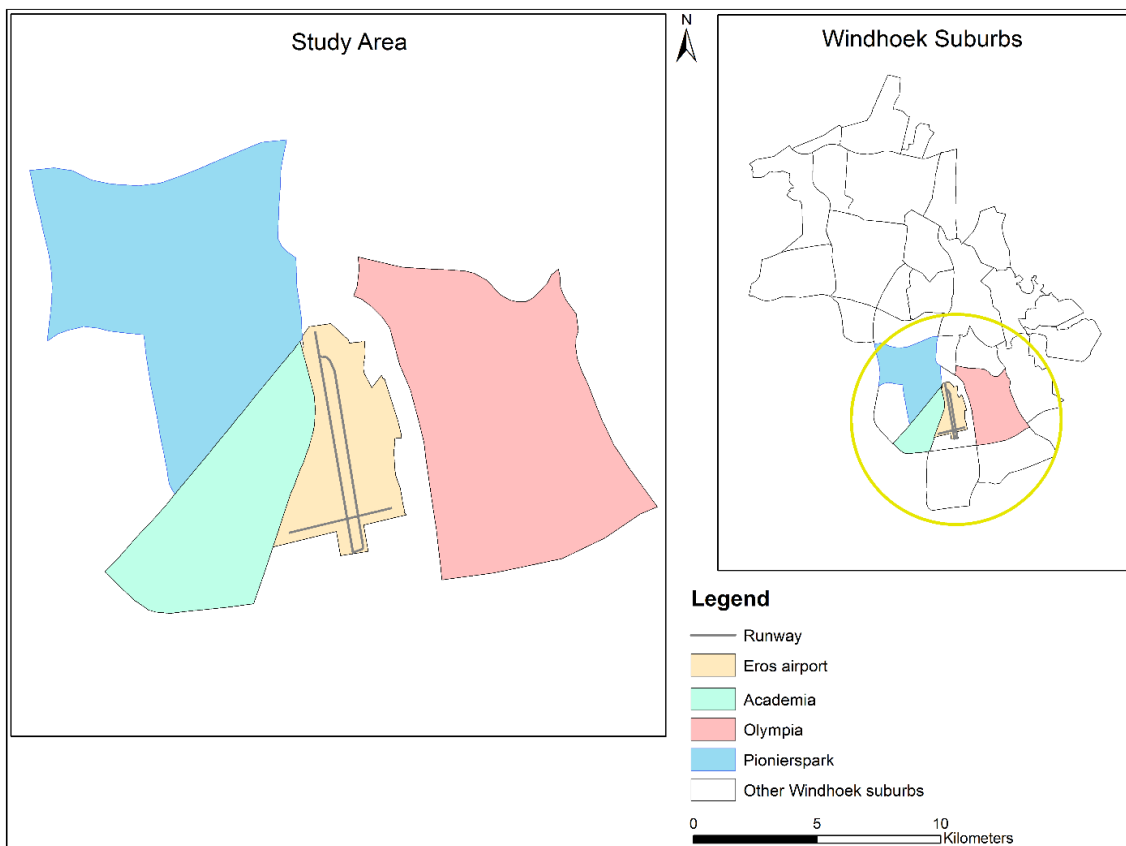 Study Area
N
Windhoek Suburbs
Legend
Runway
Eros airport
Academia
Olympia
Pionierspark
Other Windhoek suburbs
0 5 10
Kilometers